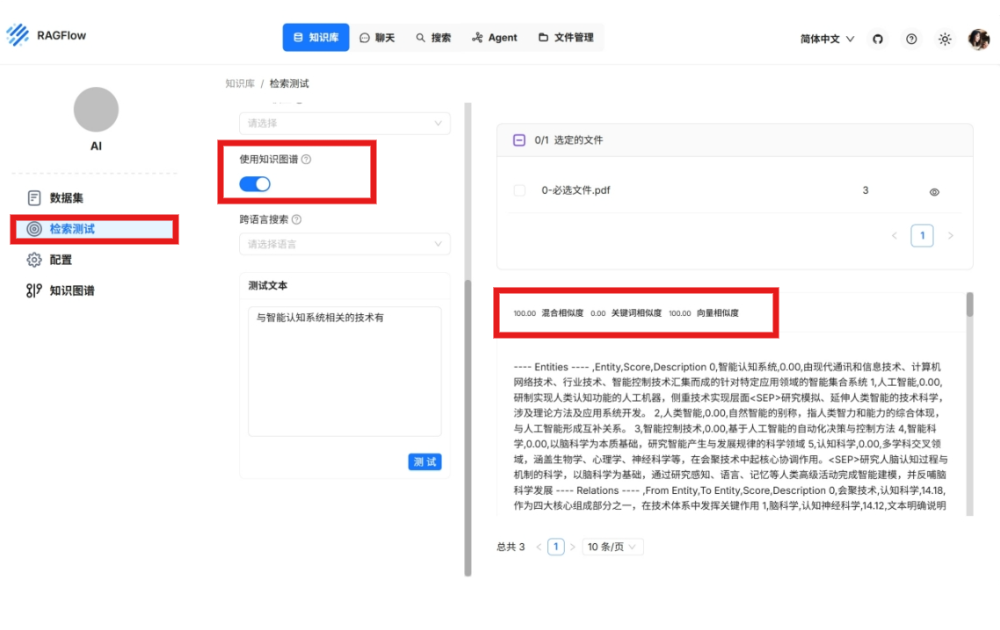 RAGFlow
知识库
聊天
搜索
Agent
文件管理
简体中文
知识库 / 检索测试
AI
数据集
检索测试
配置
知识图谱
请选择
使用知识图谱
跨语言搜索
请选择语言
测试文本
与智能认知系统相关的技术有
测 试
0/1 选定的文件
0-必选文件.pdf 3
1
100.00 混合相似度 0.00 关键词相似度 100.00 向量相似度
---- Entities ---- ,Entity,Score,Description 0,智能认知系统,0.00,由现代通讯和信息技术、计算机
网络技术、行业技术、智能控制技术汇集而成的针对特定应用领域的智能集合系统 1,人工智能,0.00,
研制实现人类认知功能的人工机器，侧重技术实现层面<SEP>研究模拟、延伸人类智能的技术科学，
涉及理论方法及应用系统开发。 2,人类智能,0.00,自然智能的别称，指人类智力和能力的综合体现，
与人工智能形成互补关系。 3,智能控制技术,0.00,基于人工智能的自动化决策与控制方法 4,智能科
学,0.00,以脑科学为本质基础，研究智能产生与发展规律的科学领域 5,认知科学,0.00,多学科交叉领
域，涵盖生物学、心理学、神经科学等，在会聚技术中起核心协调作用。<SEP>研究人脑认知过程与
机制的科学，以脑科学为基础，通过研究感知、语言、记忆等人类高级活动完成智能建模，并反哺脑
科学发展 ---- Relations ---- ,From Entity,To Entity,Score,Description 0,会聚技术,认知科学,14.18,
作为四大核心组成部分之一，在技术体系中发挥关键作用 1,脑科学,认知神经科学,14.12,文本明确说明
总共 3
1
10 条/页